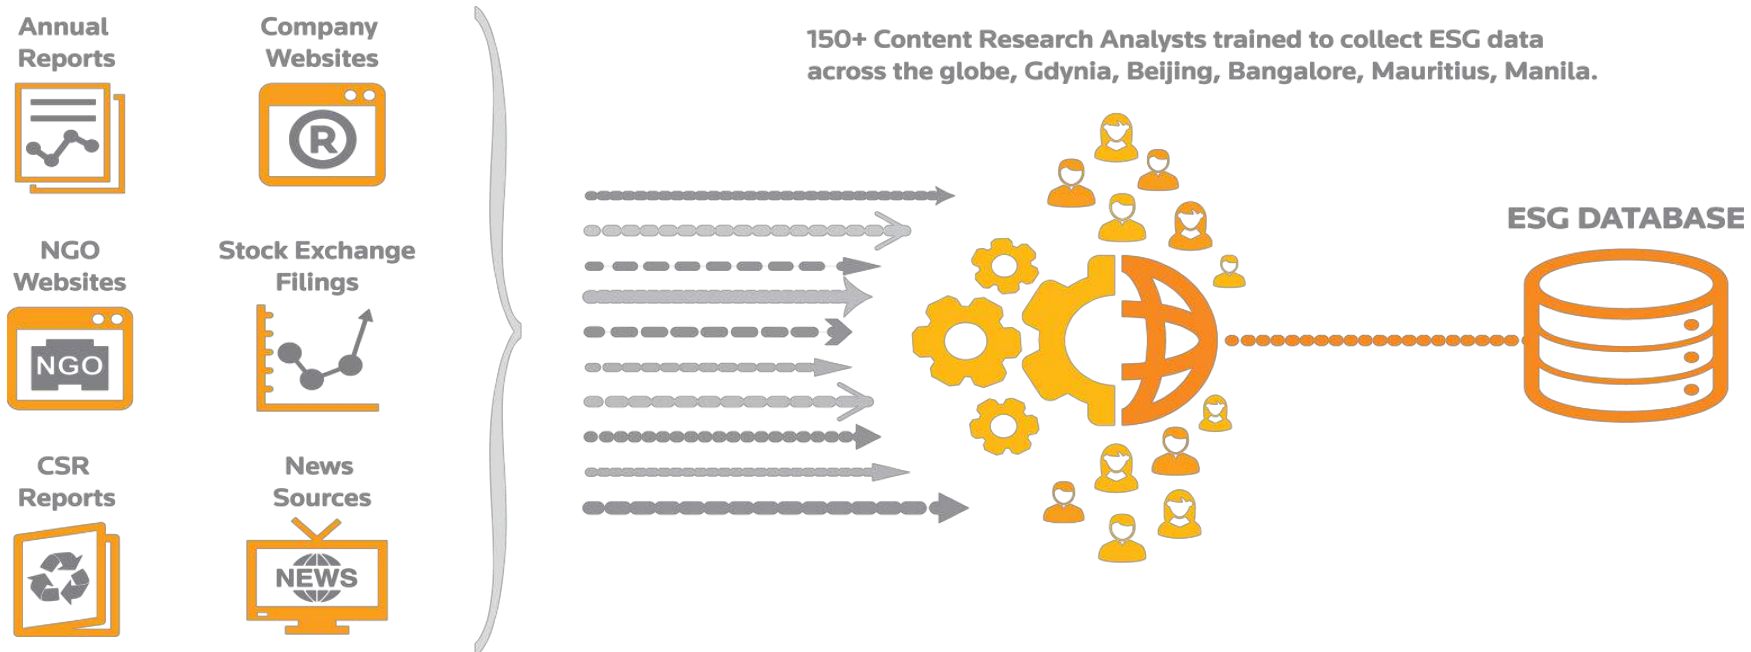 Annual
Reports
Company
Websites
150+ Content Research Analysts trained to collect ESG data
across the globe, Gdynia, Beijing, Bangalore, Mauritius, Manila.
R
NGO
Websites
Stock Exchange
Filings
ESG DATABASE
NGO
CSR
Reports
News
Sources
NEWS